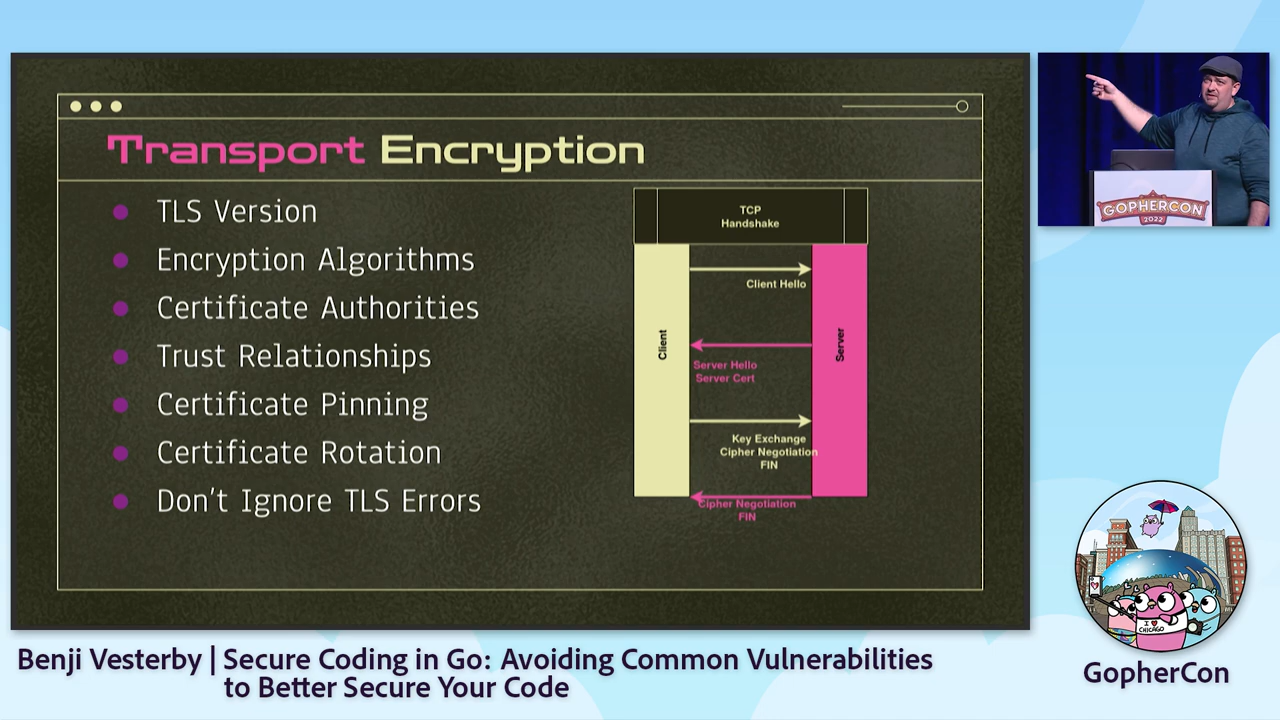 Transport Encryption
TLS Version
Encryption Algorithms
Certificate Authorities
Trust Relationships
Certificate Pinning
Certificate Rotation
Don't Ignore TLS Errors
TCP
Handshake
Client Hello
Client
Server
Server Hello
Server Cert
Key Exchange
Cipher Negotiation
FIN
Cipher Negotiation
FIN
GOPHERCON
2022
I ♥
CHICAGO
GopherCon
Benji Vesterby | Secure Coding in Go: Avoiding Common Vulnerabilities
to Better Secure Your Code